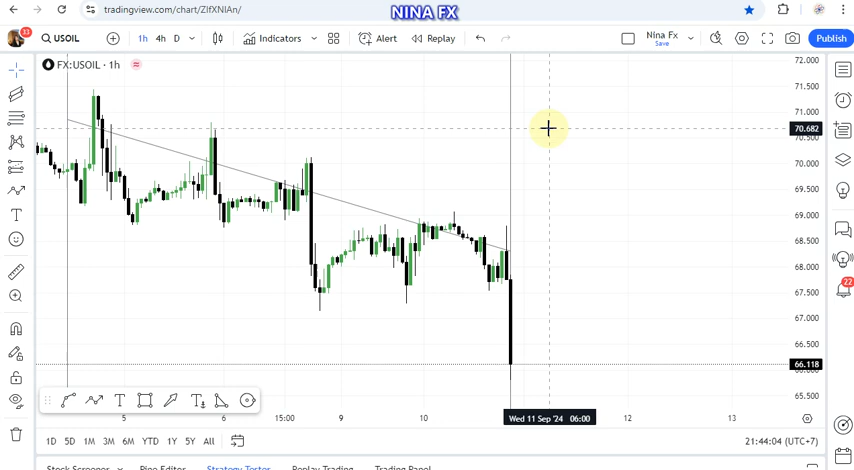 tradingview.com/chart/ZIfXNIAn/
NINA FX
33
USOIL
1h
4h
D
Indicators
Alert
Replay
Nina Fx
Save
Publish
FX:USOIL · 1h
72.000
71.500
71.000
70.682
70.000
69.500
69.000
68.500
68.000
67.500
67.000
66.500
66.118
65.500
22
5
6
15:00
9
10
Wed 11 Sep '24 06:00
12
13
1D 5D 1M 3M 6M YTD 1Y 5Y All
21:44:04 (UTC+7)
Stock Screener
Pine Editor
Strategy Tester
Replay Trading
Trading Panel